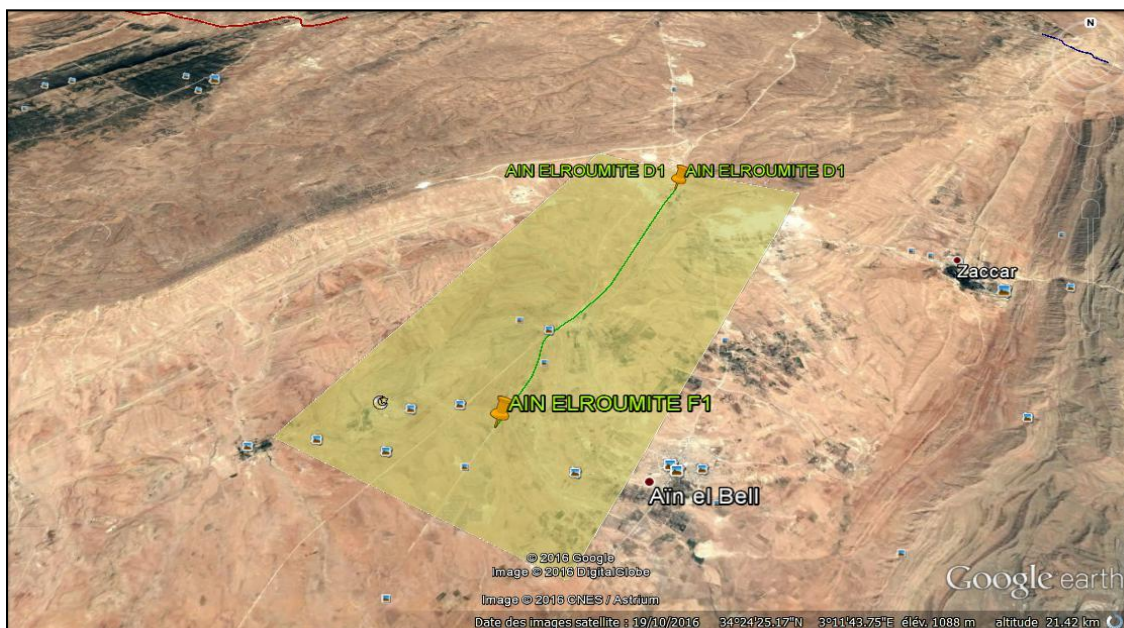 N
AIN ELROUMITE D1 AIN ELROUMITE D1
Zaccar
AIN ELROUMITE F1
Aïn el Bell
© 2016 Google
Image © 2016 DigitalGlobe
Image © 2016 CNES / Astrium
Google earth
Date des images satellite : 19/10/2016 34°24'25.17"N 3°11'43.75"E élév. 1088 m altitude 21.42 km